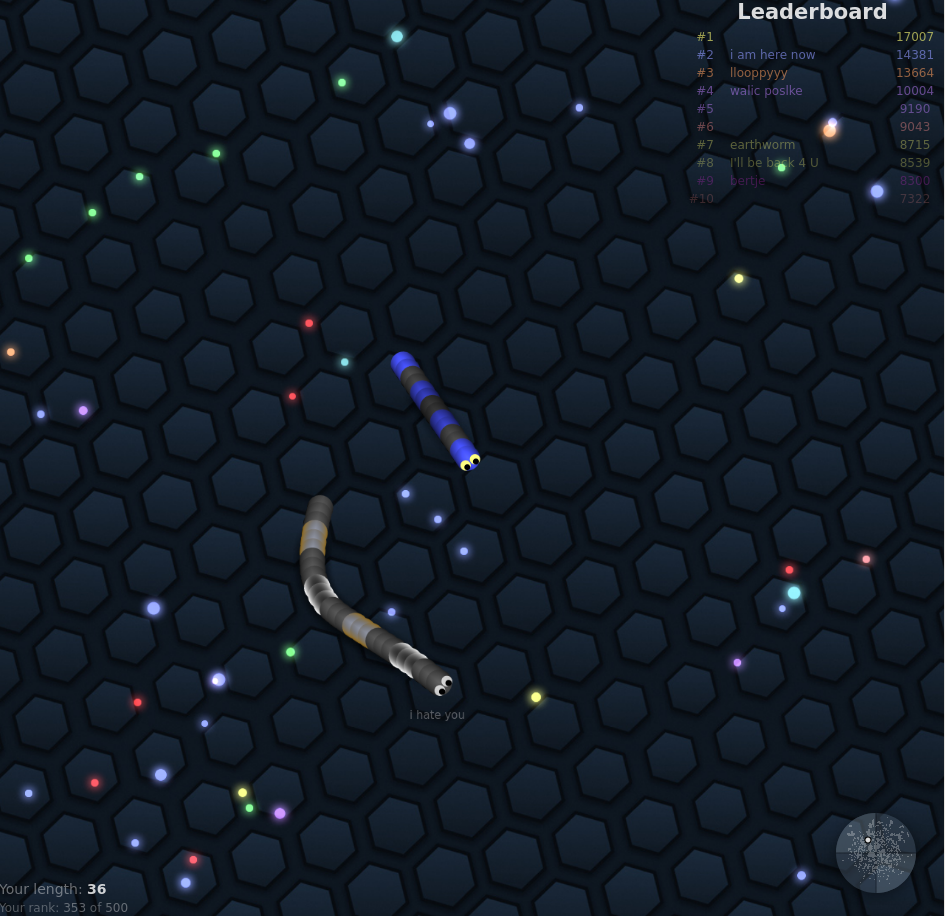 Leaderboard
#1 17007
#2 i am here now 14381
#3 llooppyyy 13664
#4 walic poslke 10004
#5 9190
#6 9043
#7 earthworm 8715
#8 I'll be back 4 U 8539
#9 bertje 8300
#10 7322
i hate you
Your length: 36
Your rank: 353 of 500